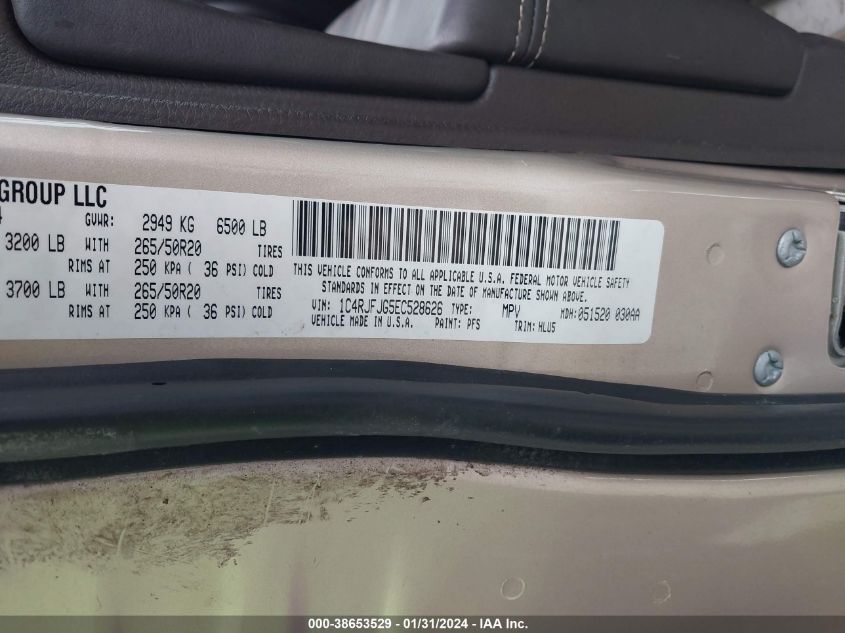 GROUP LLC
4
GVWR: 2949 KG 6500 LB
3200 LB WITH 265/50R20 TIRES
RIMS AT 250 KPA ( 36 PSI) COLD
3700 LB WITH 265/50R20 TIRES
RIMS AT 250 KPA ( 36 PSI) COLD
THIS VEHICLE CONFORMS TO ALL APPLICABLE U.S.A. FEDERAL MOTOR VEHICLE SAFETY
STANDARDS IN EFFECT ON THE DATE OF MANUFACTURE SHOWN ABOVE.
VIN: 1C4RJFJG5EC528626 TYPE: MPV MDH:051520 030AA
VEHICLE MADE IN U.S.A. PAINT: PFS TRIM: HLU5
000-38653529 - 01/31/2024 - IAA Inc.